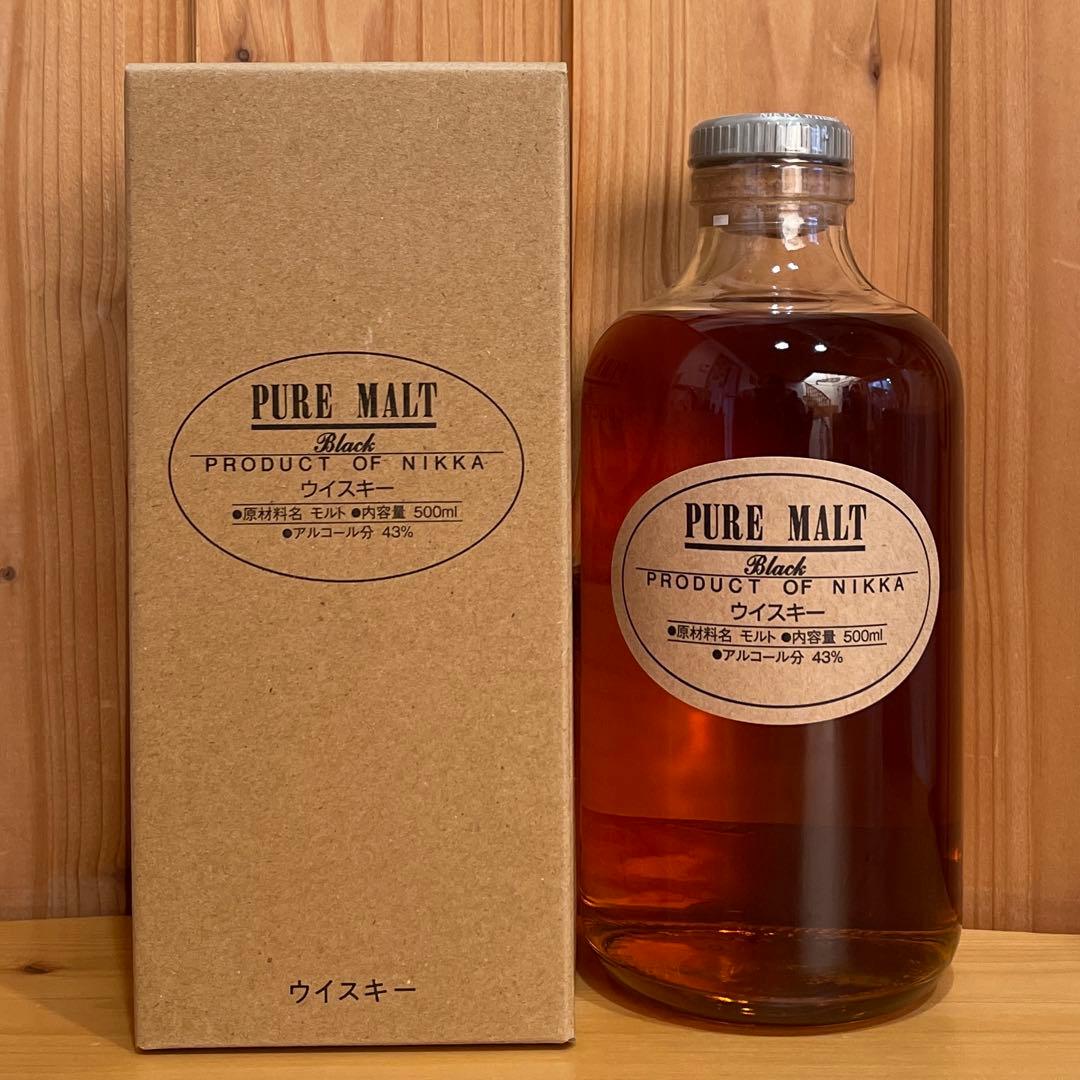 PURE MALT
Black
PRODUCT OF NIKKA
ウイスキー
●原材料名 モルト ●内容量 500ml
●アルコール分 43%
ウイスキー
NIKKA WHISKY
PURE MALT
Black
PRODUCT OF NIKKA
ウイスキー
●原材料名 モルト ●内容量 500ml
●アルコール分 43%